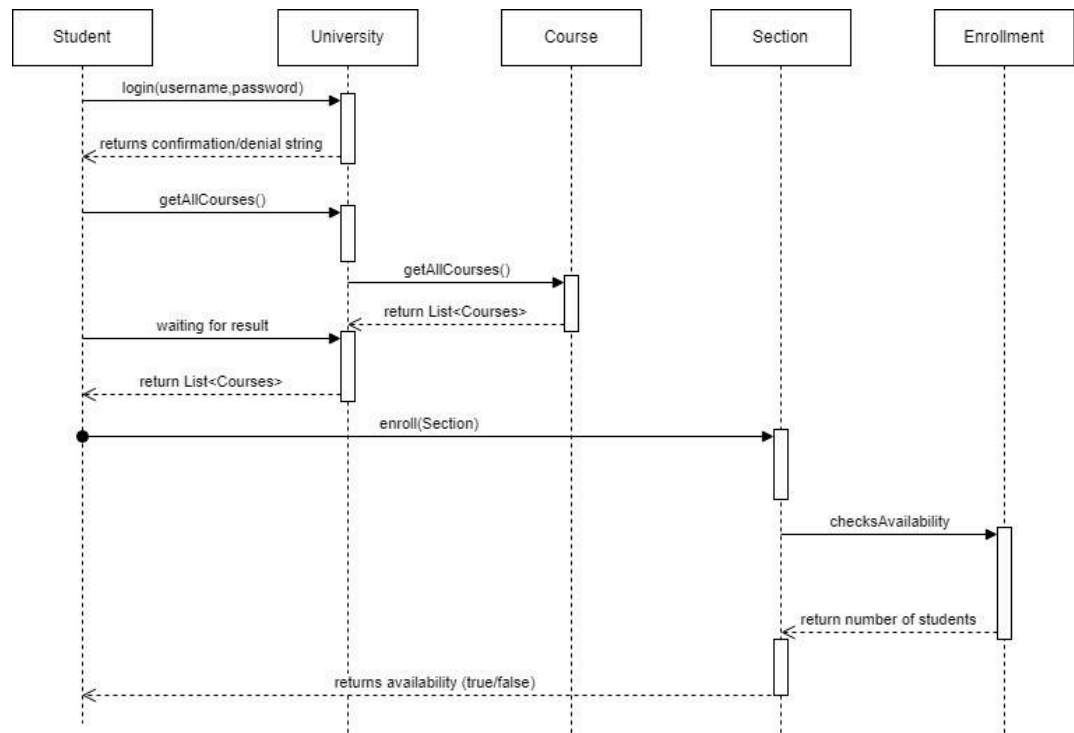 Student
University
Course
Section
Enrollment
login(username,password)
returns confirmation/denial string
getAllCourses()
getAllCourses()
return List<Courses>
waiting for result
return List<Courses>
enroll(Section)
checksAvailability
return number of students
returns availability (true/false)